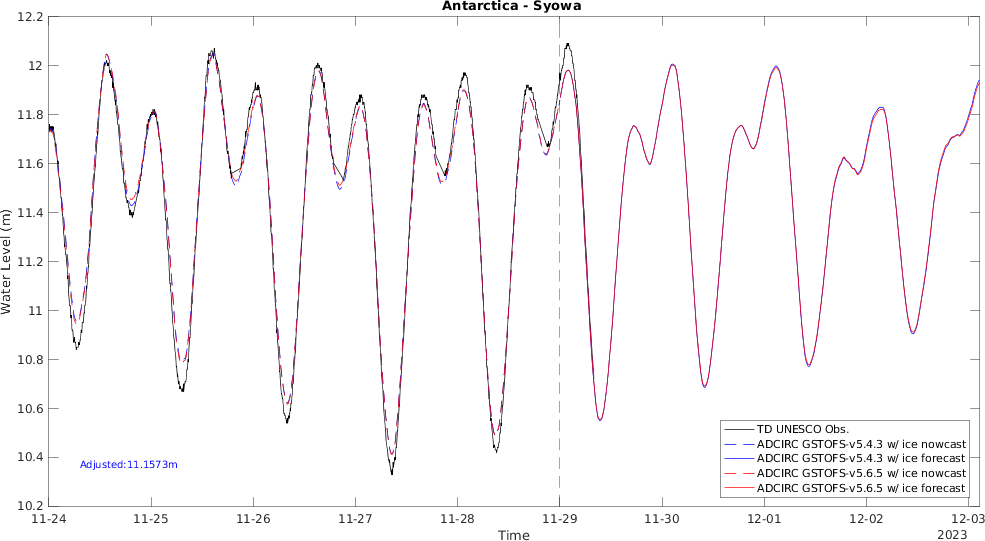 Antarctica - Syowa
Water Level (m)
12.2
12
11.8
11.6
11.4
11.2
11
10.8
10.6
10.4
10.2
Adjusted:11.1573m
TD UNESCO Obs.
ADCIRC GSTOFS-v5.4.3 w/ ice nowcast
ADCIRC GSTOFS-v5.4.3 w/ ice forecast
ADCIRC GSTOFS-v5.6.5 w/ ice nowcast
ADCIRC GSTOFS-v5.6.5 w/ ice forecast
11-24 11-25 11-26 11-27 11-28 11-29 11-30 12-01 12-02 12-03
Time
2023